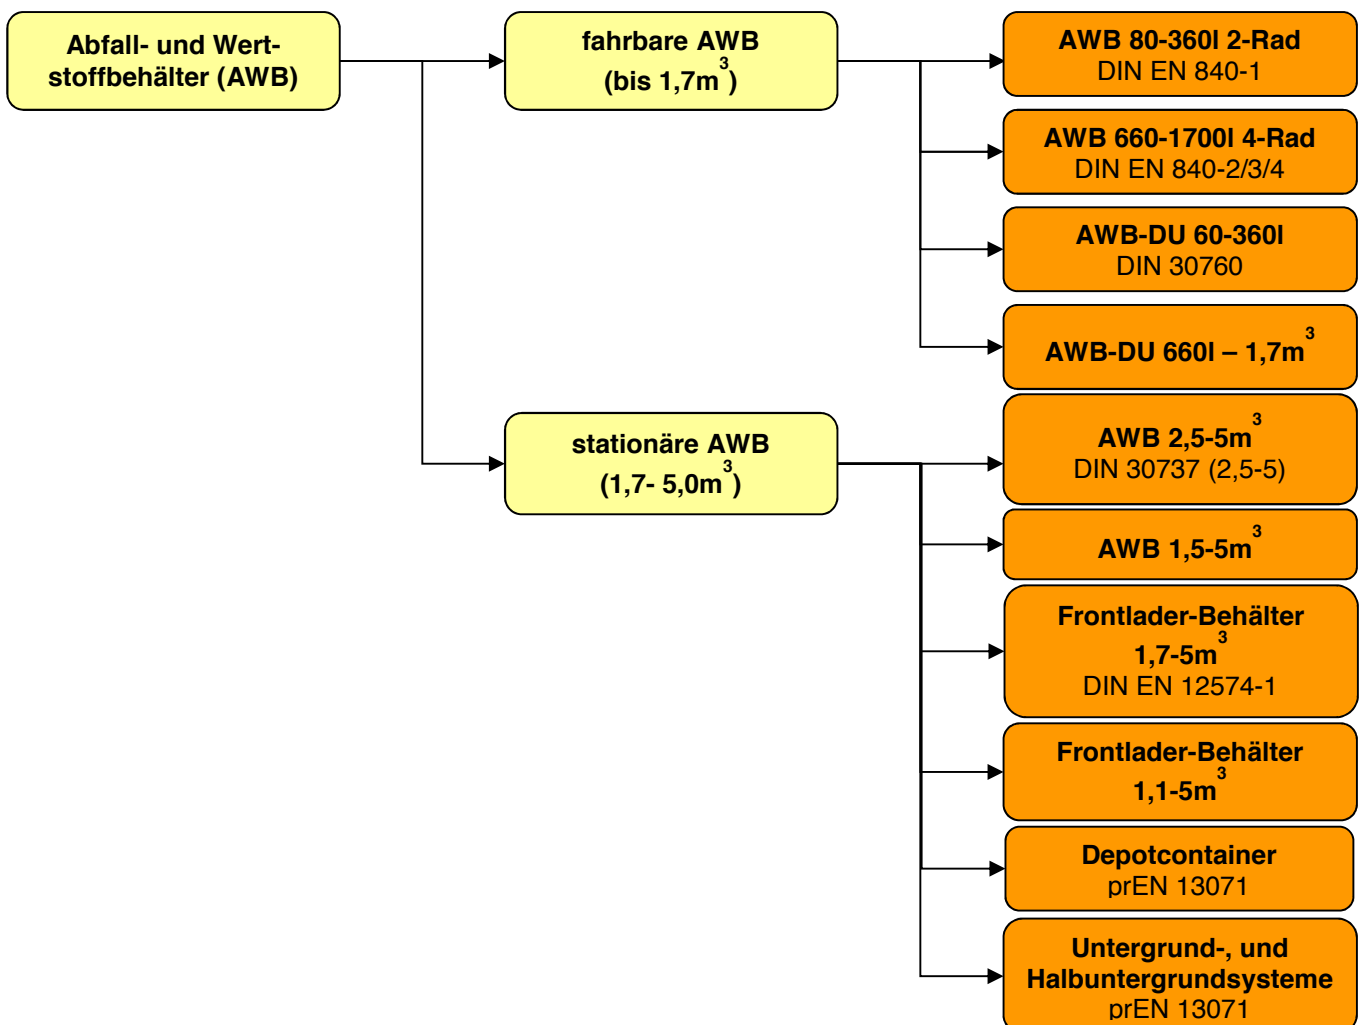 Abfall- und Wert-
stoffbehälter (AWB)
fahrbare AWB
(bis 1,7m³)
AWB 80-360l 2-Rad
DIN EN 840-1
AWB 660-1700l 4-Rad
DIN EN 840-2/3/4
AWB-DU 60-360l
DIN 30760
AWB-DU 660l – 1,7m³
stationäre AWB
(1,7- 5,0m³)
AWB 2,5-5m³
DIN 30737 (2,5-5)
AWB 1,5-5m³
Frontlader-Behälter
1,7-5m³
DIN EN 12574-1
Frontlader-Behälter
1,1-5m³
Depotcontainer
prEN 13071
Untergrund-, und
Halbuntergrundsysteme
prEN 13071